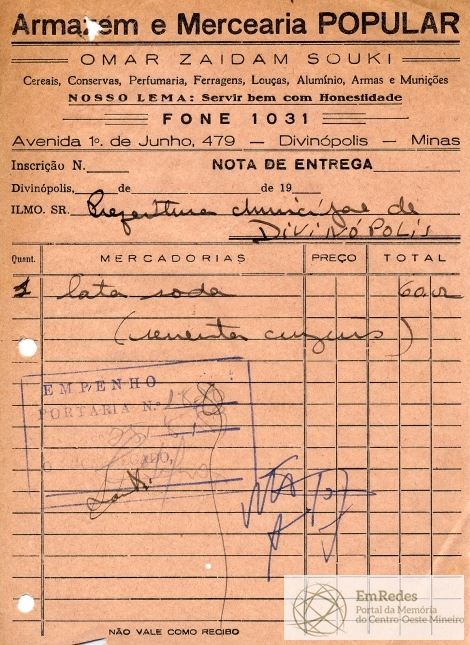 Armazem e Mercearia POPULAR
OMAR ZAIDAM SOUKI
Cereais, Conservas, Perfumaria, Ferragens, Louças, Alumínio, Armas e Munições
NOSSO LEMA: Servir bem com Honestidade
FONE 1031
Avenida 1º. de Junho, 479 — Divinópolis — Minas
Inscrição N. NOTA DE ENTREGA
Divinópolis, de de 19
ILMO. SR. Prefeitura Municipal de
DIVINÓPOLIS
Quant. MERCADORIAS PREÇO TOTAL
1 lata soda 60,00
EMPENHO
PORTARIA N.º
NÃO VALE COMO RECIBO
EmRedes
Portal da Memória
do Centro-Oeste Mineiro